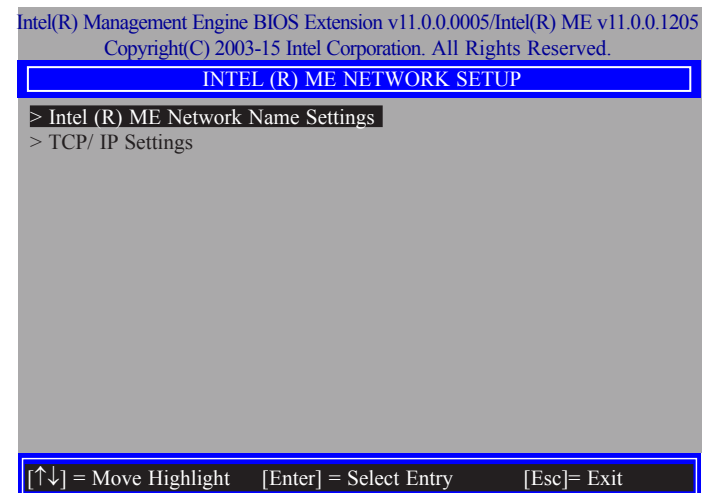 Intel(R) Management Engine BIOS Extension v11.0.0.0005/Intel(R) ME v11.0.0.1205
Copyright(C) 2003-15 Intel Corporation. All Rights Reserved.
INTEL (R) ME NETWORK SETUP
> Intel (R) ME Network Name Settings
> TCP/ IP Settings
[↑↓] = Move Highlight [Enter] = Select Entry [Esc]= Exit